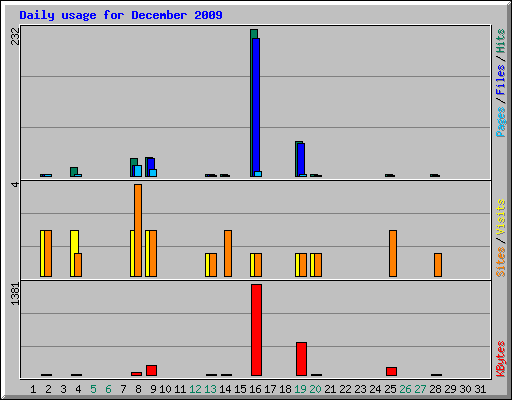 Daily usage for December 2009
232
4
1381
Pages / Files / Hits
Sites / Visits
KBytes
1 2 3 4 5 6 7 8 9 10 11 12 13 14 15 16 17 18 19 20 21 22 23 24 25 26 27 28 29 30 31